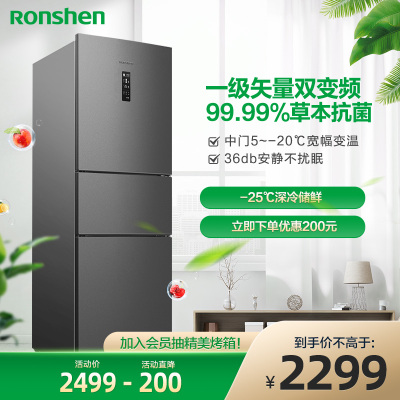 Ronshen
一级矢量双变频
99.99%草本抗菌
中门5~-20℃宽幅变温
36db安静不扰眠
-25℃深冷储鲜
立即下单优惠200元
加入会员抽精美烤箱!
到手价不高于:
活动价
活动直降
2499 - 200
¥2299